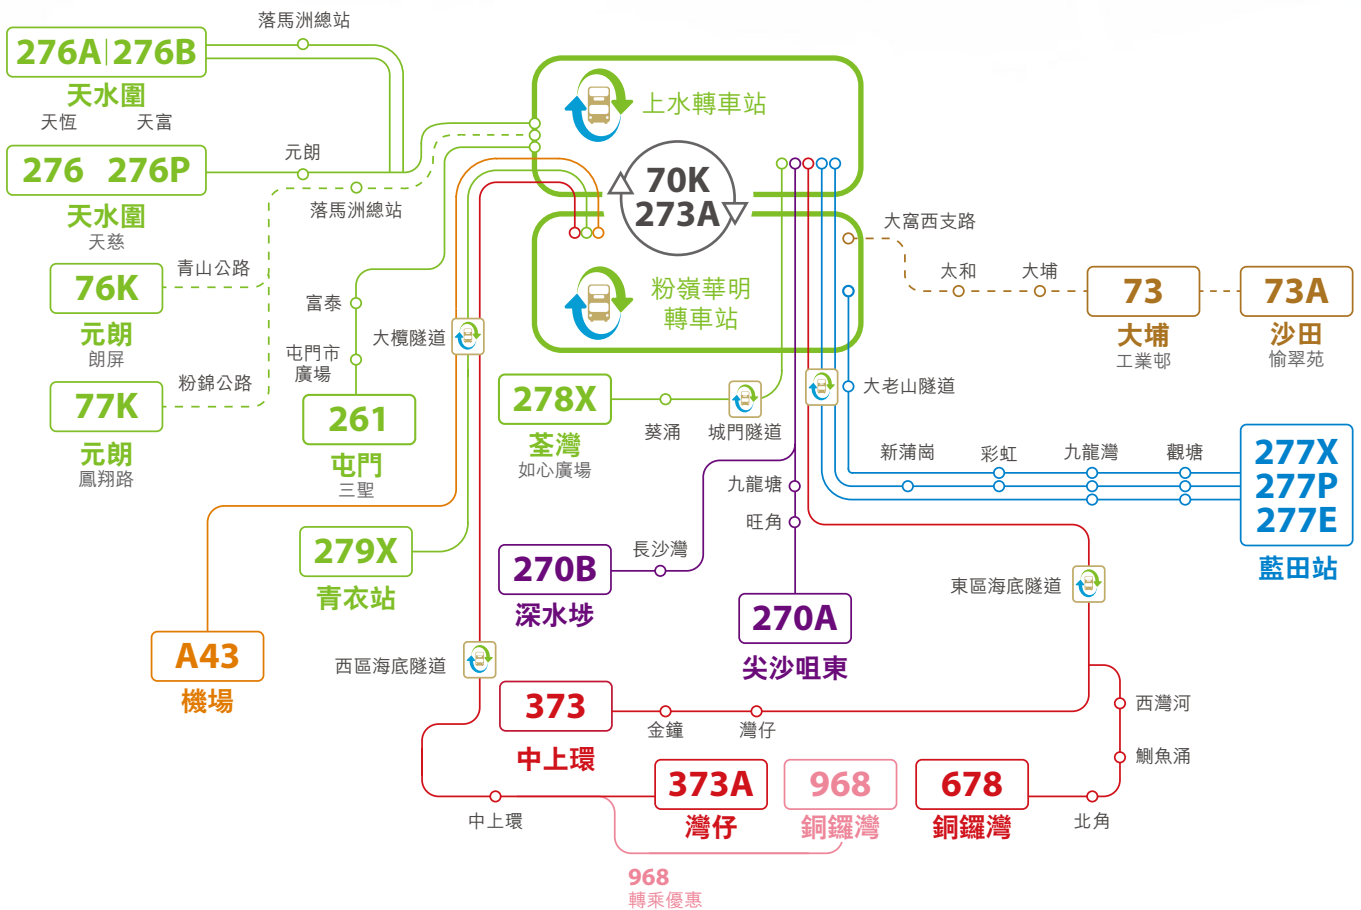 落馬洲總站
276A|276B
天水圍
天恆 天富
276 276P
天水圍
天慈
元朗
落馬洲總站
76K
元朗
朗屏
青山公路
77K
元朗
鳳翔路
粉錦公路
上水轉車站
70K
273A
粉嶺華明
轉車站
富泰
屯門市
廣場
261
屯門
三聖
大欖隧道
279X
青衣站
A43
機場
278X
荃灣
如心廣場
葵涌
城門隧道
270B
深水埗
長沙灣
九龍塘
旺角
270A
尖沙咀東
大窩西支路
太和
大埔
73
大埔
工業邨
73A
沙田
愉翠苑
大老山隧道
新蒲崗
彩虹
九龍灣
觀塘
277X
277P
277E
藍田站
東區海底隧道
西區海底隧道
373
中上環
金鐘
灣仔
西灣河
鰂魚涌
北角
678
銅鑼灣
中上環
373A
灣仔
968
銅鑼灣
968
轉乘優惠